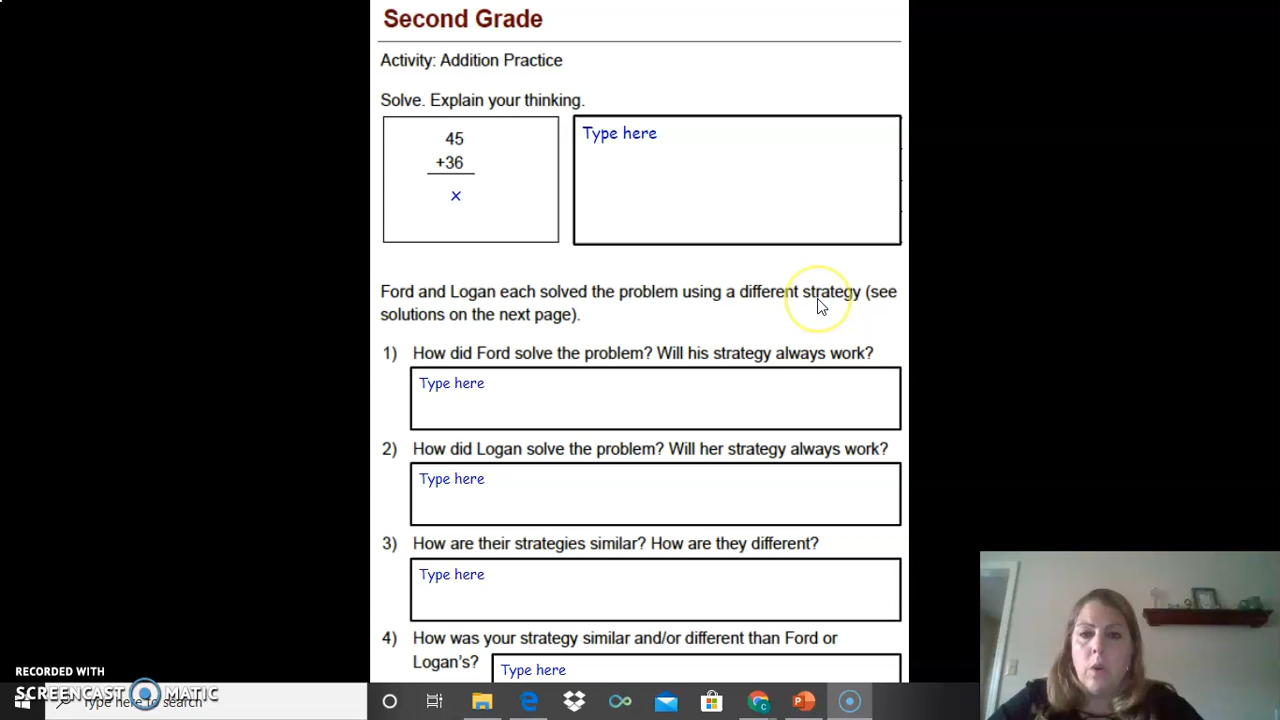 Second Grade
Activity: Addition Practice
Solve. Explain your thinking.
45
+36
x
Type here
Ford and Logan each solved the problem using a different strategy (see
solutions on the next page).
1) How did Ford solve the problem? Will his strategy always work?
Type here
2) How did Logan solve the problem? Will her strategy always work?
Type here
3) How are their strategies similar? How are they different?
Type here
4) How was your strategy similar and/or different than Ford or
Logan's?
Type here
RECORDED WITH
SCREENCAST MATIC
Type here to search